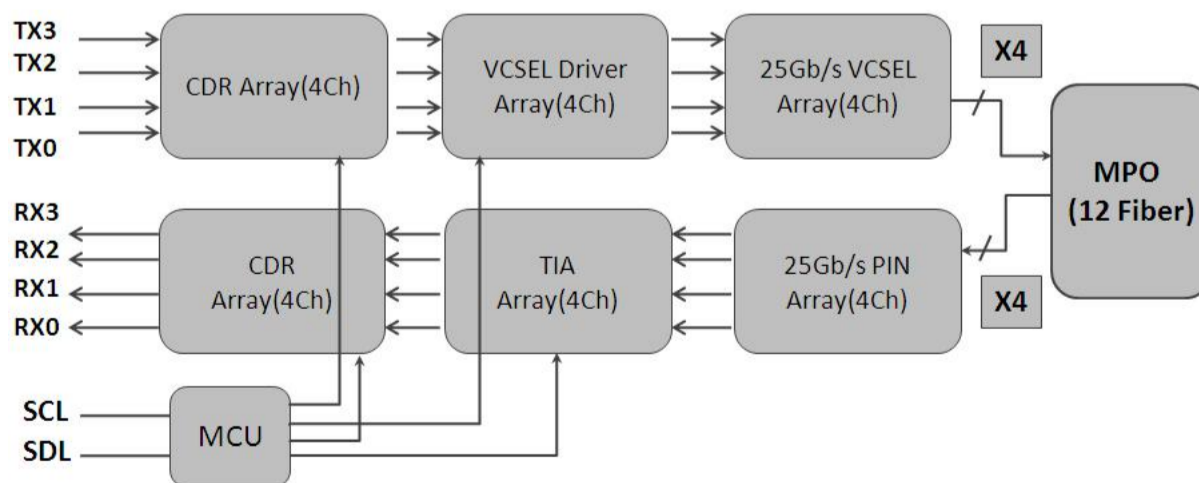 TX3
TX2
TX1
TX0
CDR Array(4Ch)
VCSEL Driver
Array(4Ch)
25Gb/s VCSEL
Array(4Ch)
X4
MPO
(12 Fiber)
RX3
RX2
RX1
RX0
CDR
Array(4Ch)
TIA
Array(4Ch)
25Gb/s PIN
Array(4Ch)
X4
SCL
SDL
MCU